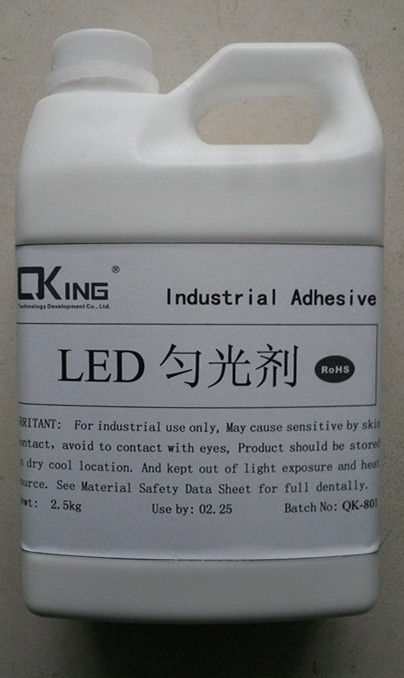 QKING®
Technology Development Co., Ltd.
Industrial Adhesive
LED 匀光剂 RoHS
RRITANT: For industrial use only, May cause sensitive by skin
contact, avoid to contact with eyes, Product should be stored
n dry cool location. And kept out of light exposure and heat
ource. See Material Safety Data Sheet for full dentally.
wt: 2.5kg Use by: 02.25 Batch No: QK-801